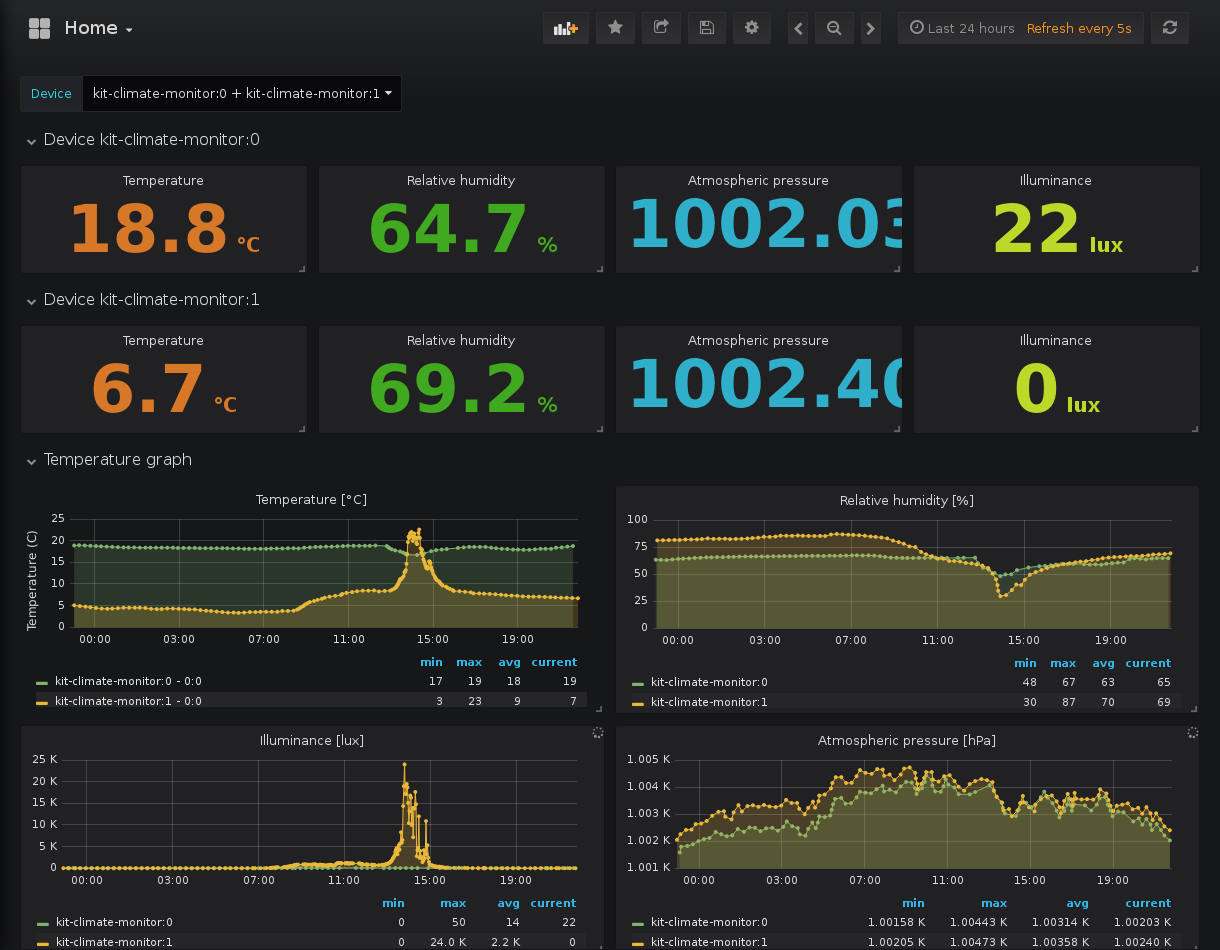 Home
Last 24 hours Refresh every 5s
Device kit-climate-monitor:0 + kit-climate-monitor:1
Device kit-climate-monitor:0
Temperature Relative humidity Atmospheric pressure Illuminance
18.8 °C 64.7 % 1002.03 22 lux
Device kit-climate-monitor:1
Temperature Relative humidity Atmospheric pressure Illuminance
6.7 °C 69.2 % 1002.40 0 lux
Temperature graph
Temperature [°C]
Temperature (C)
25
20
15
10
5
0
00:00 03:00 07:00 11:00 15:00 19:00
min max avg current
kit-climate-monitor:0 - 0:0 17 19 18 19
kit-climate-monitor:1 - 0:0 3 23 9 7
Relative humidity [%]
100
75
50
25
0
00:00 03:00 07:00 11:00 15:00 19:00
min max avg current
kit-climate-monitor:0 48 67 63 65
kit-climate-monitor:1 30 87 70 69
Illuminance [lux]
25 K
20 K
15 K
10 K
5 K
0
00:00 03:00 07:00 11:00 15:00 19:00
min max avg current
kit-climate-monitor:0 0 50 14 22
kit-climate-monitor:1 0 24.0 K 2.2 K 0
Atmospheric pressure [hPa]
1.005 K
1.004 K
1.003 K
1.002 K
1.001 K
00:00 03:00 07:00 11:00 15:00 19:00
min max avg current
kit-climate-monitor:0 1.00158 K 1.00443 K 1.00314 K 1.00203 K
kit-climate-monitor:1 1.00205 K 1.00473 K 1.00358 K 1.00240 K